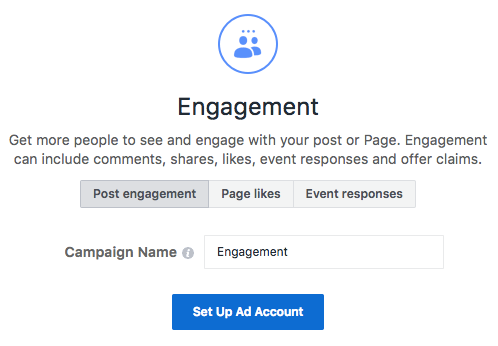 Engagement
Get more people to see and engage with your post or Page. Engagement
can include comments, shares, likes, event responses and offer claims.
Post engagement Page likes Event responses
Campaign Name i Engagement
Set Up Ad Account